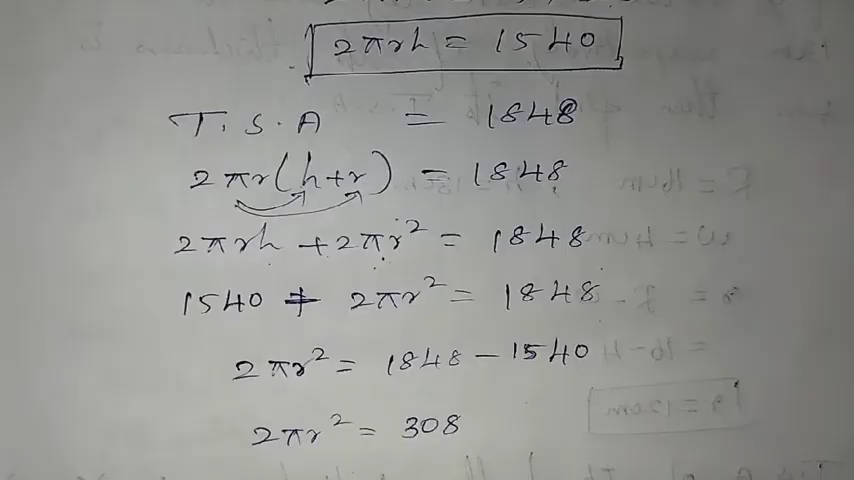 2πrh = 1540
T.S.A = 1848
2πr(h+r) = 1848
2πrh + 2πr² = 1848
1540 + 2πr² = 1848
2πr² = 1848 - 1540
2πr² = 308